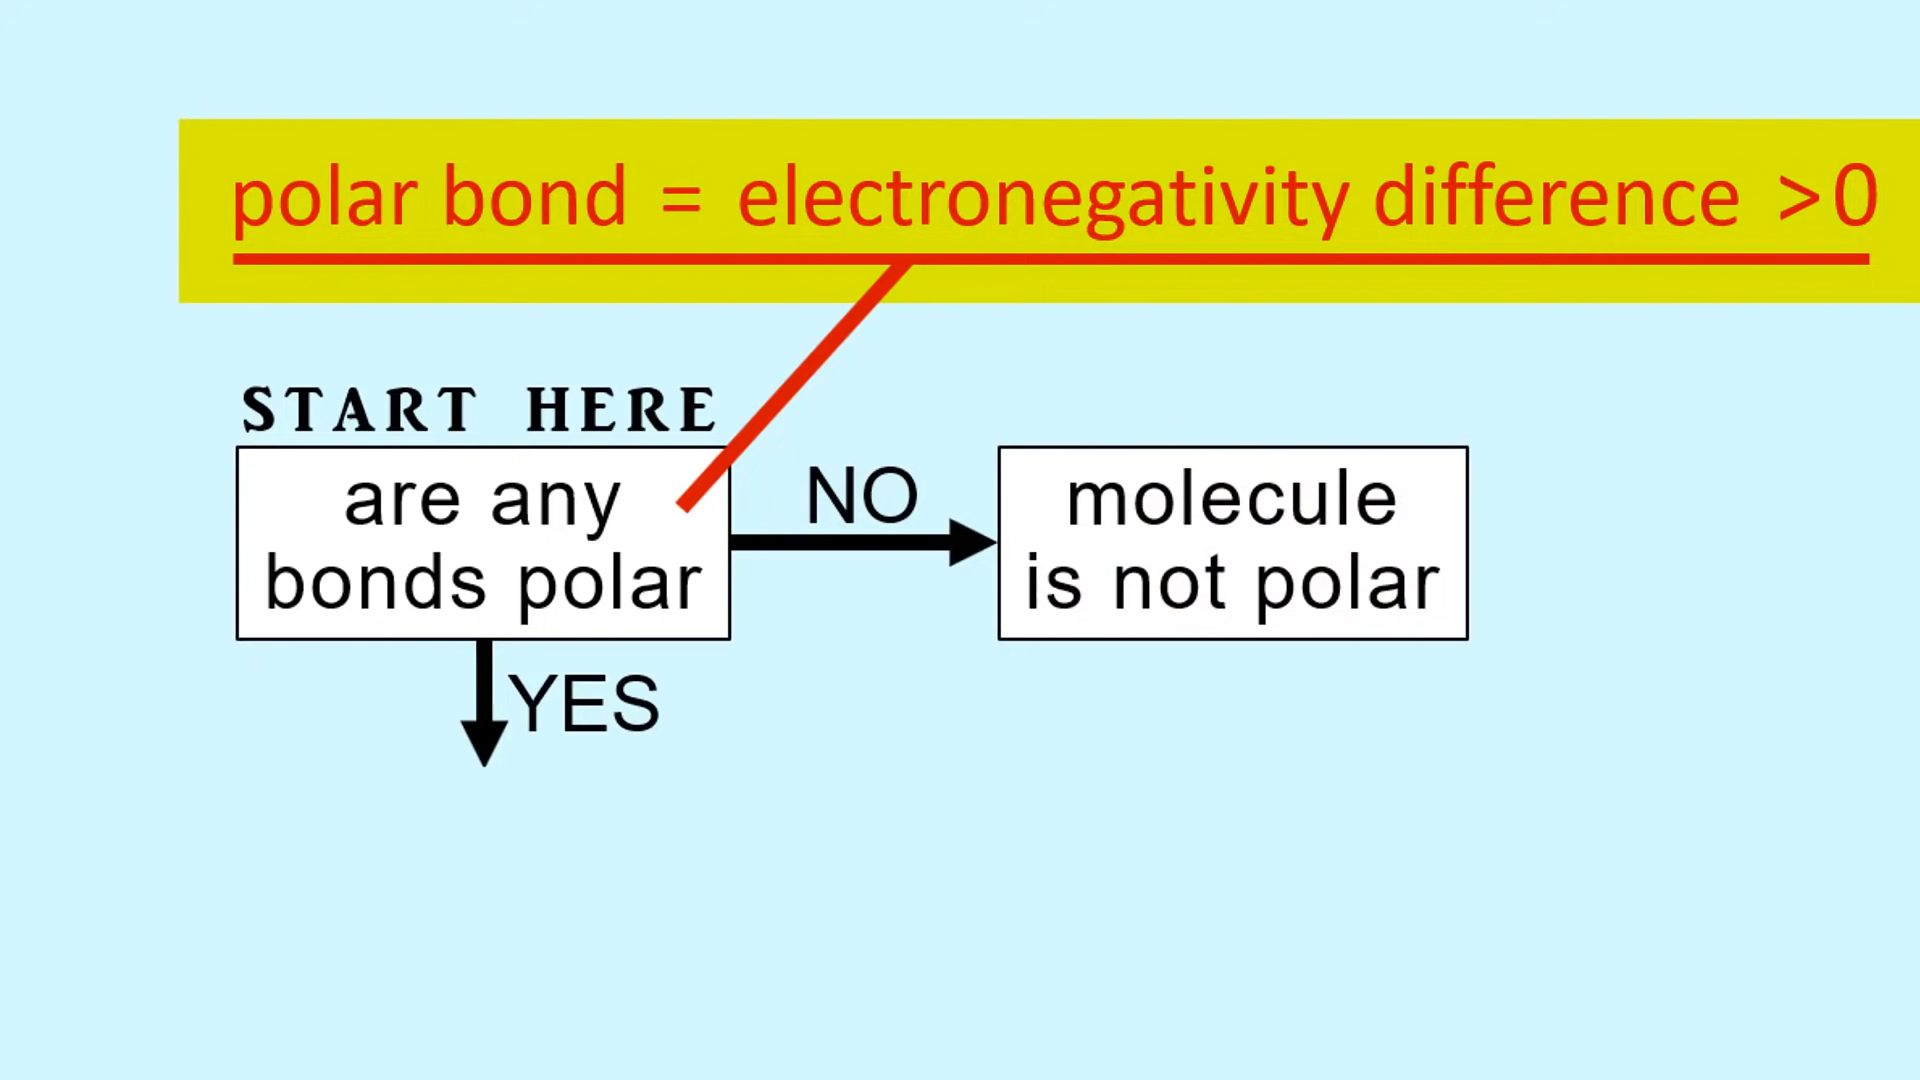 polar bond = electronegativity difference >0
START HERE
are any
bonds polar
NO
molecule
is not polar
YES